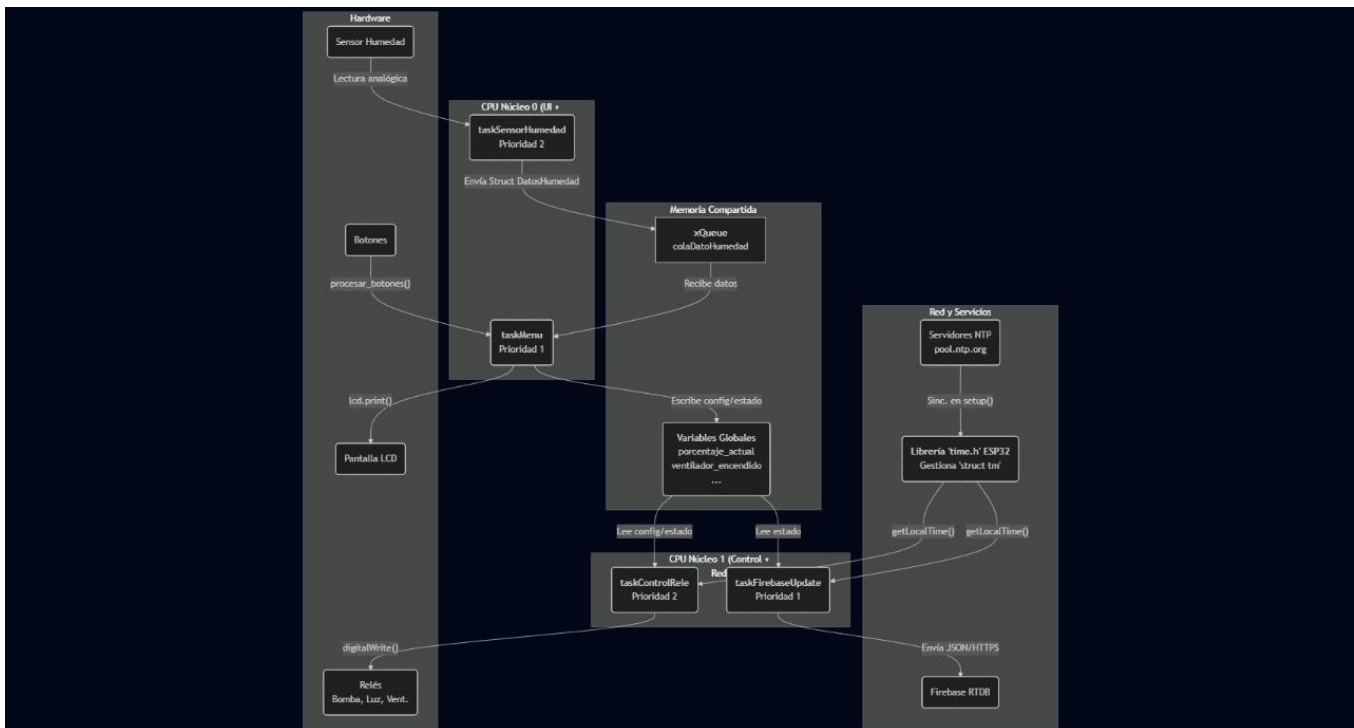 Hardware
Sensor Humedad
Lectura analógica
CPU Núcleo 0 (UI +
taskSensorHumedad
Prioridad 2
Envía Struct DatosHumedad
Memoria Compartida
xQueue
colaDatoHumedad
Botones
procesar_botones()
Recibe datos
Red y Servicios
taskMenu
Prioridad 1
Servidores NTP
pool.ntp.org
lcd.print()
Escribe config/estado
Sinc. en setup()
Pantalla LCD
Variables Globales
porcentaje_actual
ventilador_encendido
...
Librería 'time.h' ESP32
Gestiona 'struct tm'
Lee config/estado
Lee estado
getLocalTime()
getLocalTime()
CPU Núcleo 1 (Control +
Red
taskControlRele
Prioridad 2
taskFirebaseUpdate
Prioridad 1
digitalWrite()
Envía JSON/HTTPS
Relés
Bomba, Luz, Vent.
Firebase RTDB